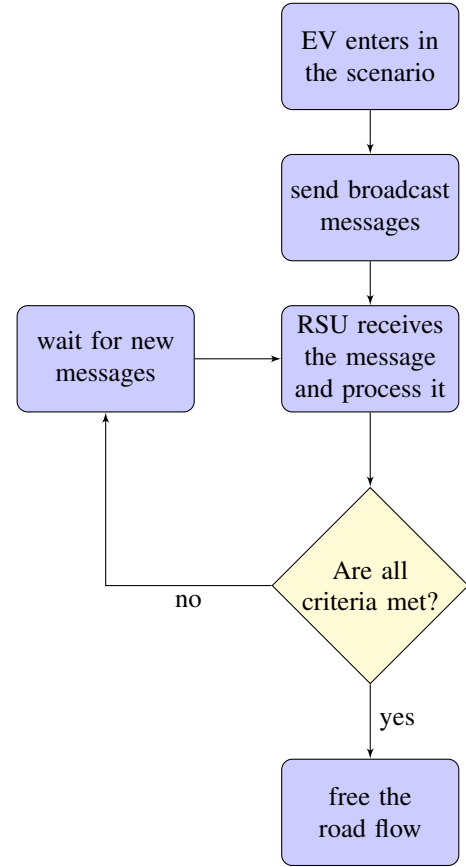 EV enters in
the scenario
send broadcast
messages
wait for new
messages
RSU receives
the message
and process it
Are all
criteria met?
no
yes
free the
road flow